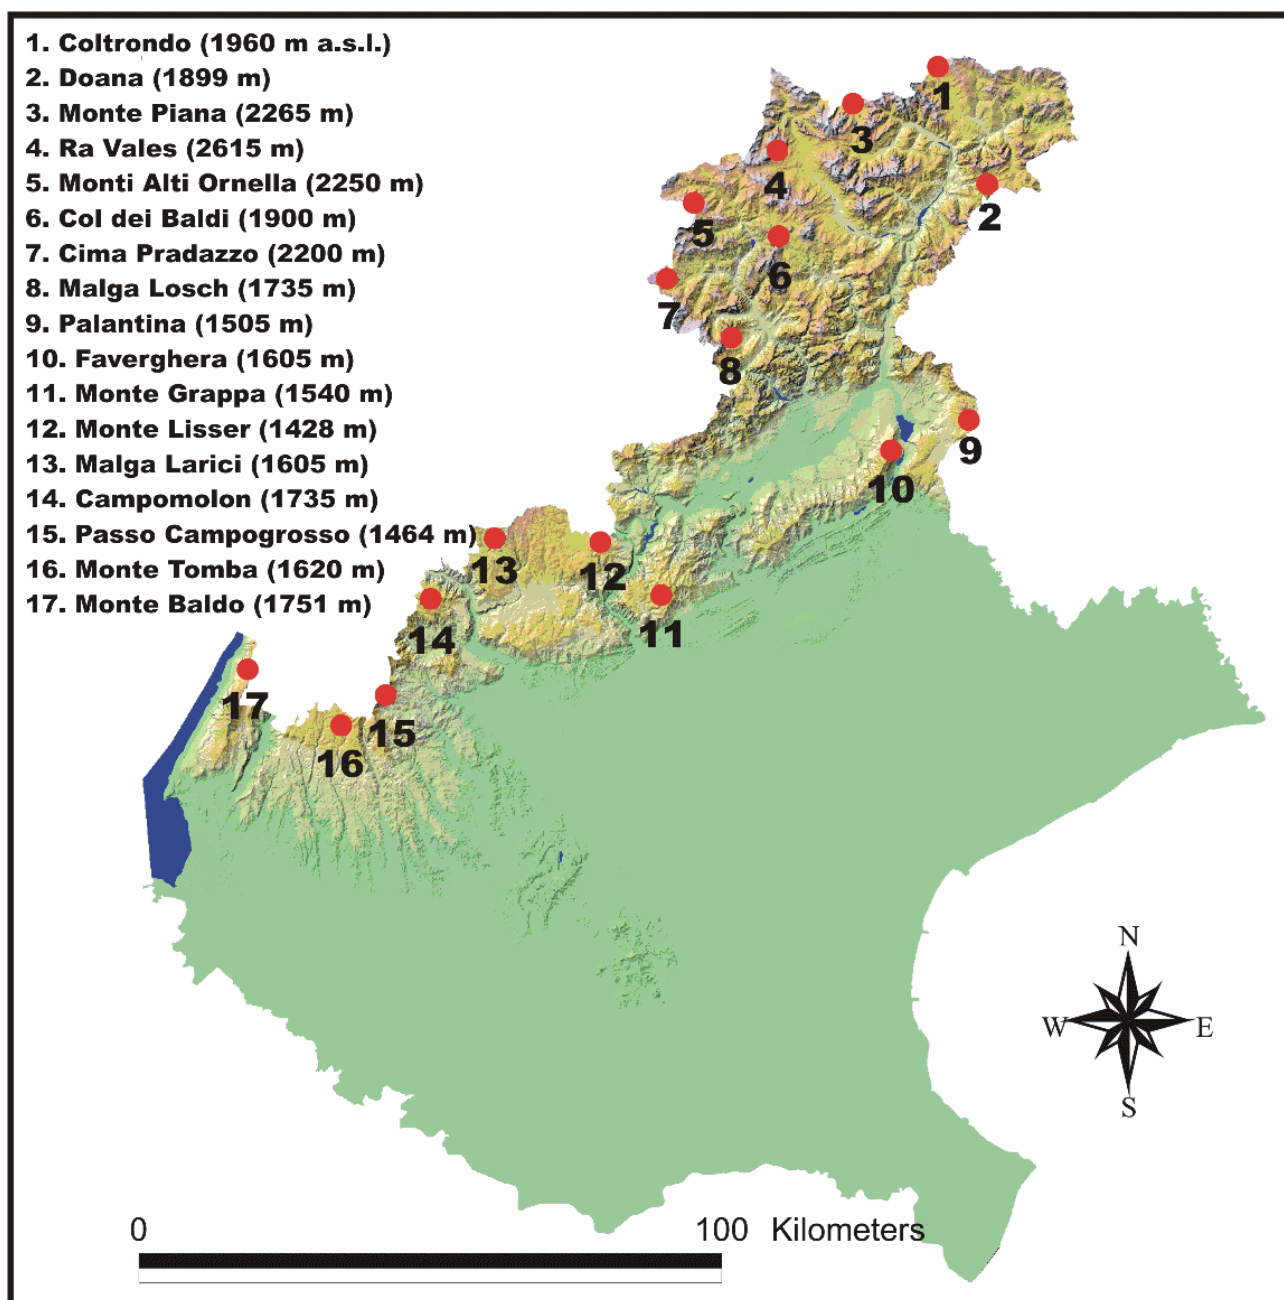 1. Coltrondo (1960 m a.s.l.)
2. Doana (1899 m)
3. Monte Piana (2265 m)
4. Ra Vales (2615 m)
5. Monti Alti Ornella (2250 m)
6. Col dei Baldi (1900 m)
7. Cima Pradazzo (2200 m)
8. Malga Losch (1735 m)
9. Palantina (1505 m)
10. Faverghera (1605 m)
11. Monte Grappa (1540 m)
12. Monte Lisser (1428 m)
13. Malga Larici (1605 m)
14. Campomolon (1735 m)
15. Passo Campogrosso (1464 m)
16. Monte Tomba (1620 m)
17. Monte Baldo (1751 m)
1
3
4
2
5
6
7
8
9
10
13
12
14
11
17
15
16
N
W E
S
0 100 Kilometers